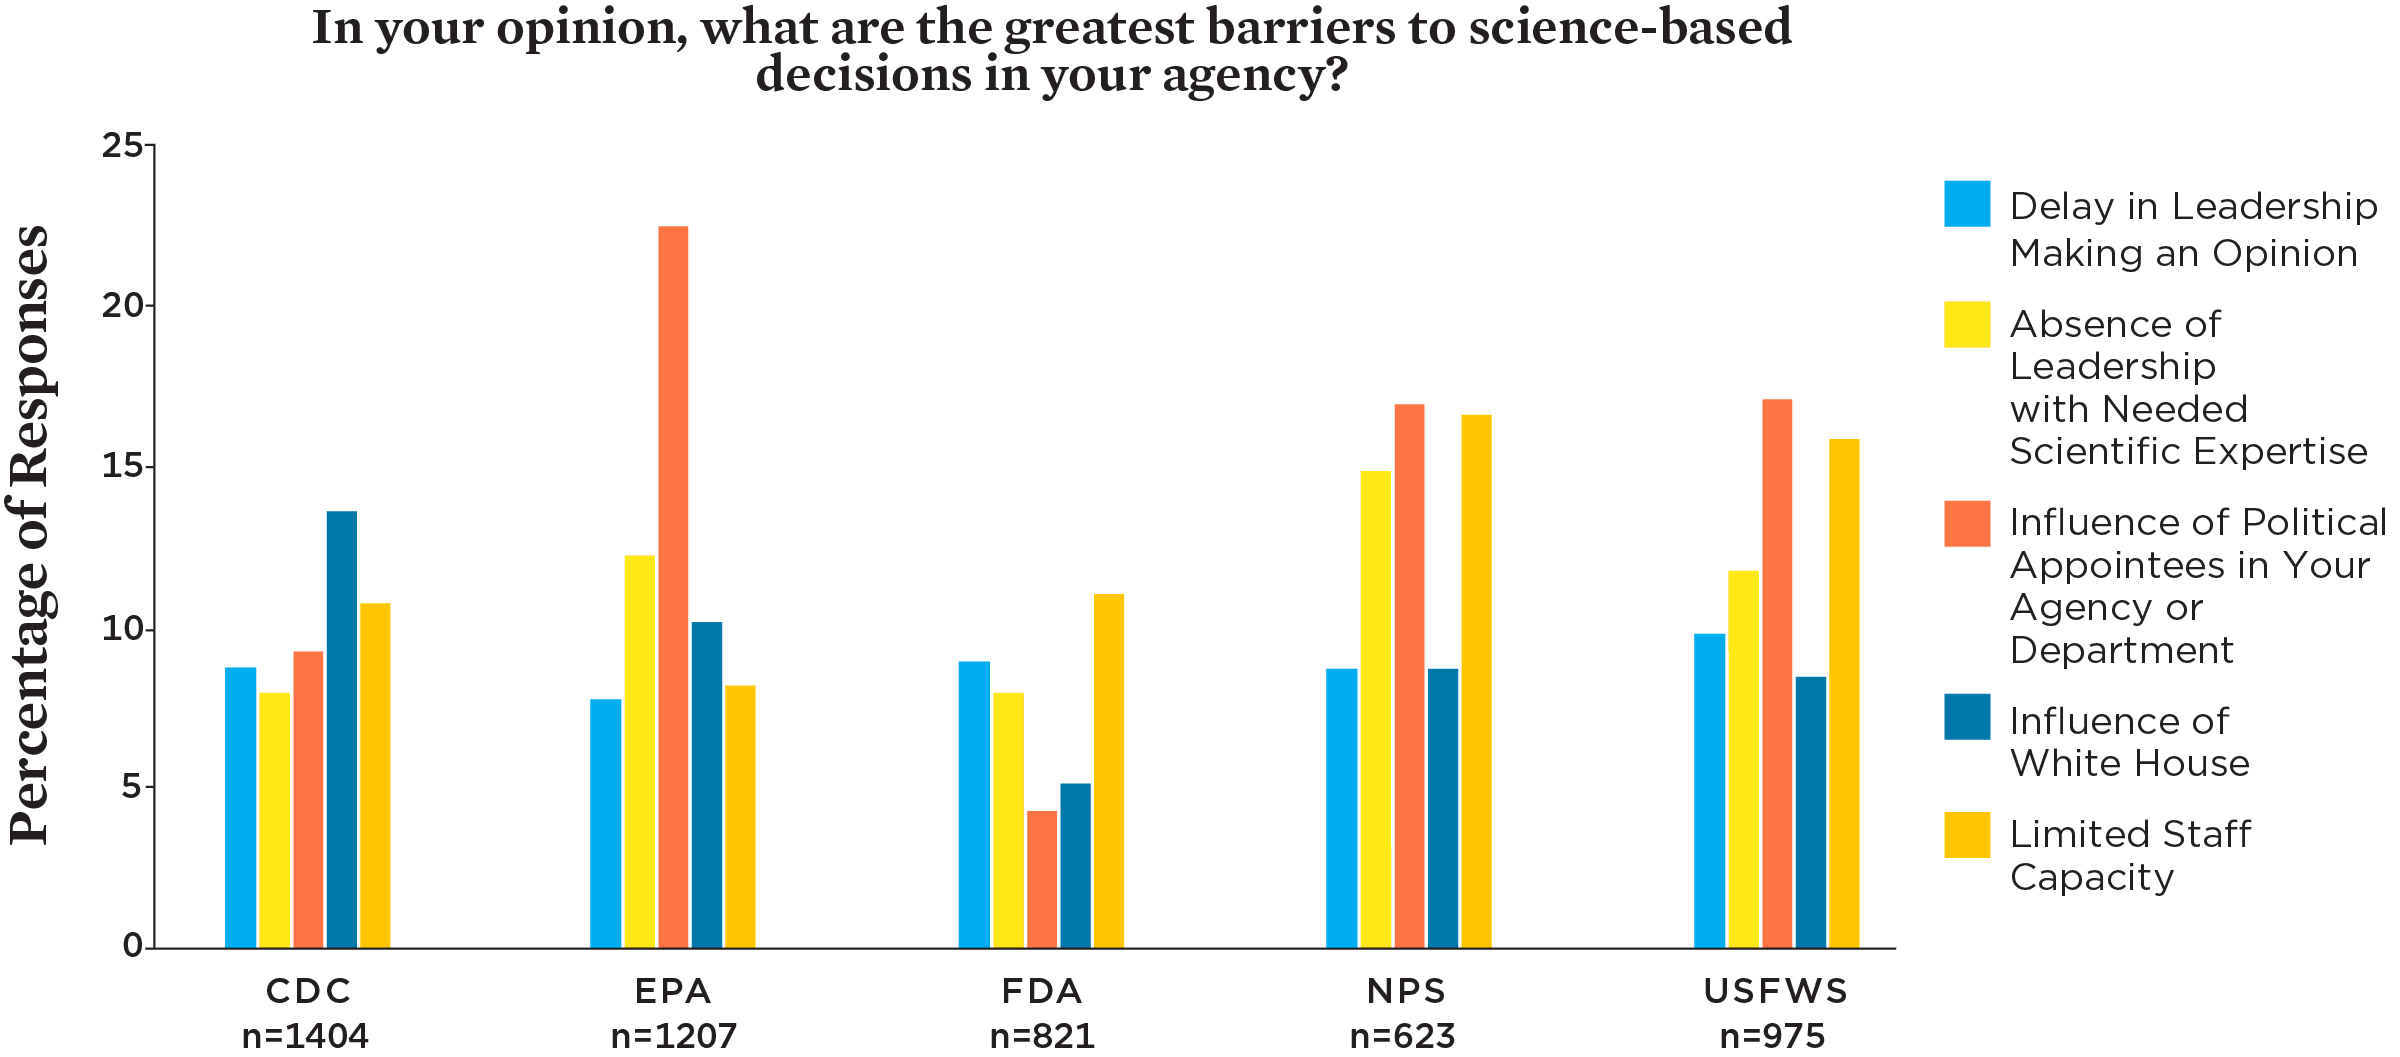 In your opinion, what are the greatest barriers to science-based
decisions in your agency?
Percentage of Responses
25
20
15
10
5
0
CDC
n=1404
EPA
n=1207
FDA
n=821
NPS
n=623
USFWS
n=975
Delay in Leadership
Making an Opinion
Absence of
Leadership
with Needed
Scientific Expertise
Influence of Political
Appointees in Your
Agency or
Department
Influence of
White House
Limited Staff
Capacity